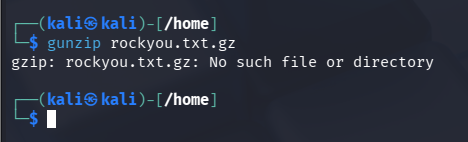 ┌──(kali㉿kali)-[/home]
└─$ gunzip rockyou.txt.gz
gzip: rockyou.txt.gz: No such file or directory
┌──(kali㉿kali)-[/home]
└─$